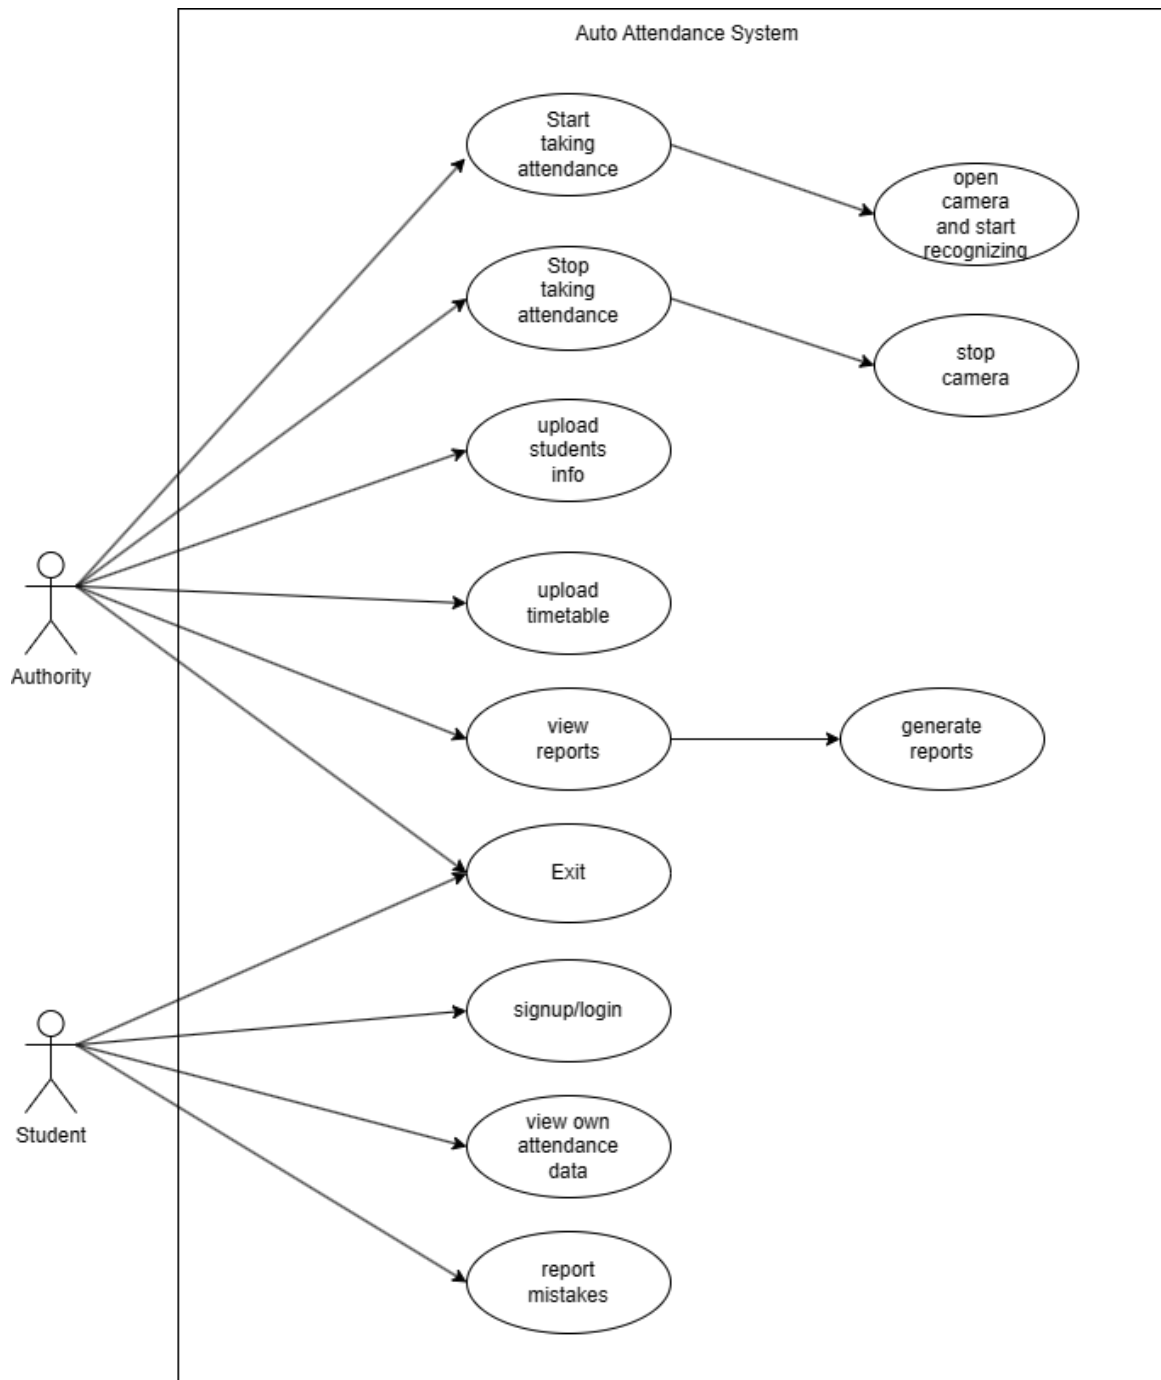 Auto Attendance System
Start
taking
attendance
open
camera
and start
recognizing
Stop
taking
attendance
stop
camera
upload
students
info
upload
timetable
Authority
view
reports
generate
reports
Exit
signup/login
Student
view own
attendance
data
report
mistakes